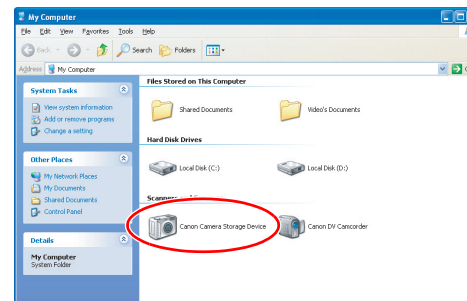 My Computer
File Edit View Favorites Tools Help
Back Search Folders
Address My Computer
System Tasks
View system information
Add or remove programs
Change a setting
Other Places
My Network Places
My Documents
Shared Documents
Control Panel
Details
My Computer
System Folder
Files Stored on This Computer
Shared Documents Video's Documents
Hard Disk Drives
Local Disk (C:) Local Disk (D:)
Scanners
Canon Camera Storage Device Canon DV Camcorder